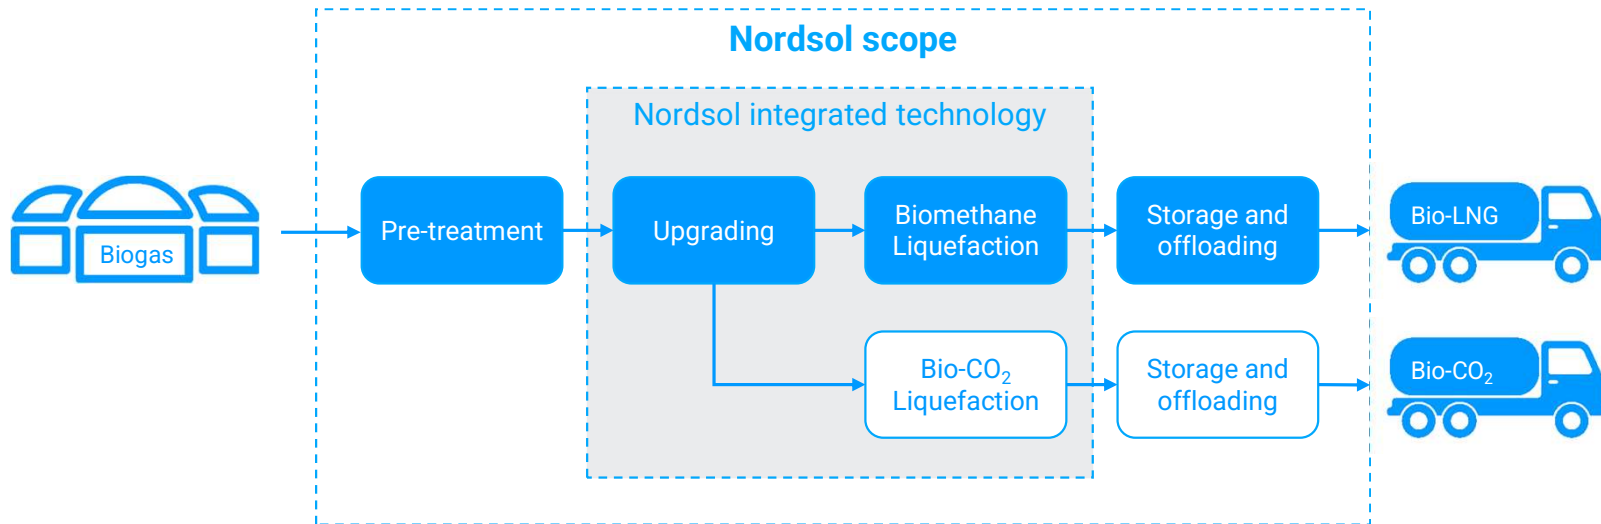 Nordsol scope
Nordsol integrated technology
Biogas
Pre-treatment
Upgrading
Biomethane
Liquefaction
Storage and
offloading
Bio-LNG
Bio-CO₂
Liquefaction
Storage and
offloading
Bio-CO₂